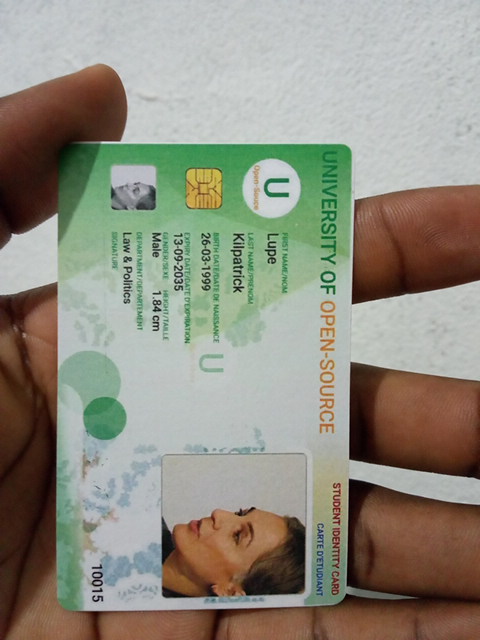 UNIVERSITY OF OPEN-SOURCE
STUDENT IDENTITY CARD
CARTE D'ETUDIANT
U
Open-Source
FIRST NAME/NOM
Lupe
LAST NAME/PRENOM
Kilpatrick
BIRTH DATE/DATE DE NAISSANCE
26-03-1999
EXPIRY DATE/DATE D'EXPIRATION
13-09-2035
GENDER/SEXE HEIGHT/TAILLE
Male 1.84 cm
DEPARTMENT/DEPARTEMENT
Law & Politics
SIGNATURE
U
10015